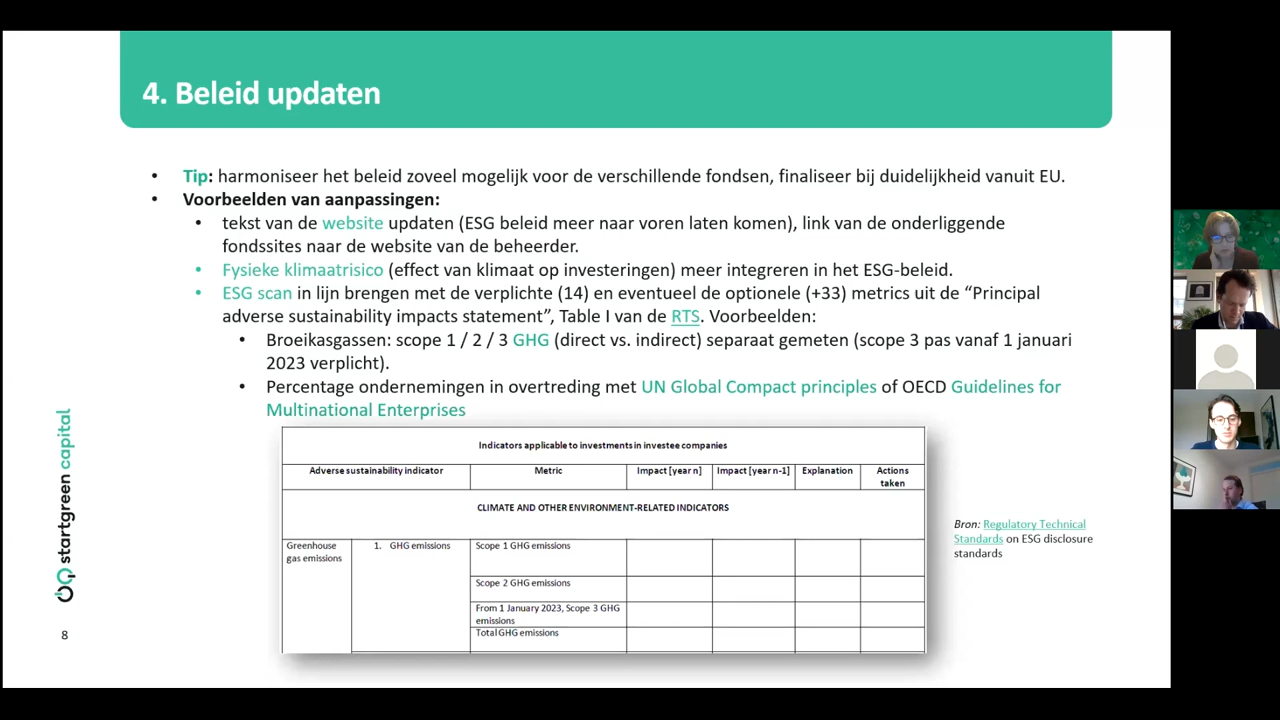 4. Beleid updaten
• Tip: harmoniseer het beleid zoveel mogelijk voor de verschillende fondsen, finaliseer bij duidelijkheid vanuit EU.
• Voorbeelden van aanpassingen:
• tekst van de website updaten (ESG beleid meer naar voren laten komen), link van de onderliggende
fondssites naar de website van de beheerder.
• Fysieke klimaatrisico (effect van klimaat op investeringen) meer integreren in het ESG-beleid.
• ESG scan in lijn brengen met de verplichte (14) en eventueel de optionele (+33) metrics uit de “Principal
adverse sustainability impacts statement”, Table I van de RTS. Voorbeelden:
• Broeikasgassen: scope 1 / 2 / 3 GHG (direct vs. indirect) separaat gemeten (scope 3 pas vanaf 1 januari
2023 verplicht).
• Percentage ondernemingen in overtreding met UN Global Compact principles of OECD Guidelines for
Multinational Enterprises
Indicators applicable to investments in investee companies
Adverse sustainability indicator Metric Impact [year n] Impact [year n-1] Explanation Actions
taken
CLIMATE AND OTHER ENVIRONMENT-RELATED INDICATORS
Greenhouse
gas emissions
1. GHG emissions
Scope 1 GHG emissions
Scope 2 GHG emissions
From 1 January 2023, Scope 3 GHG
emissions
Total GHG emissions
Bron: Regulatory Technical
Standards on ESG disclosure
standards
startgreen capital
8